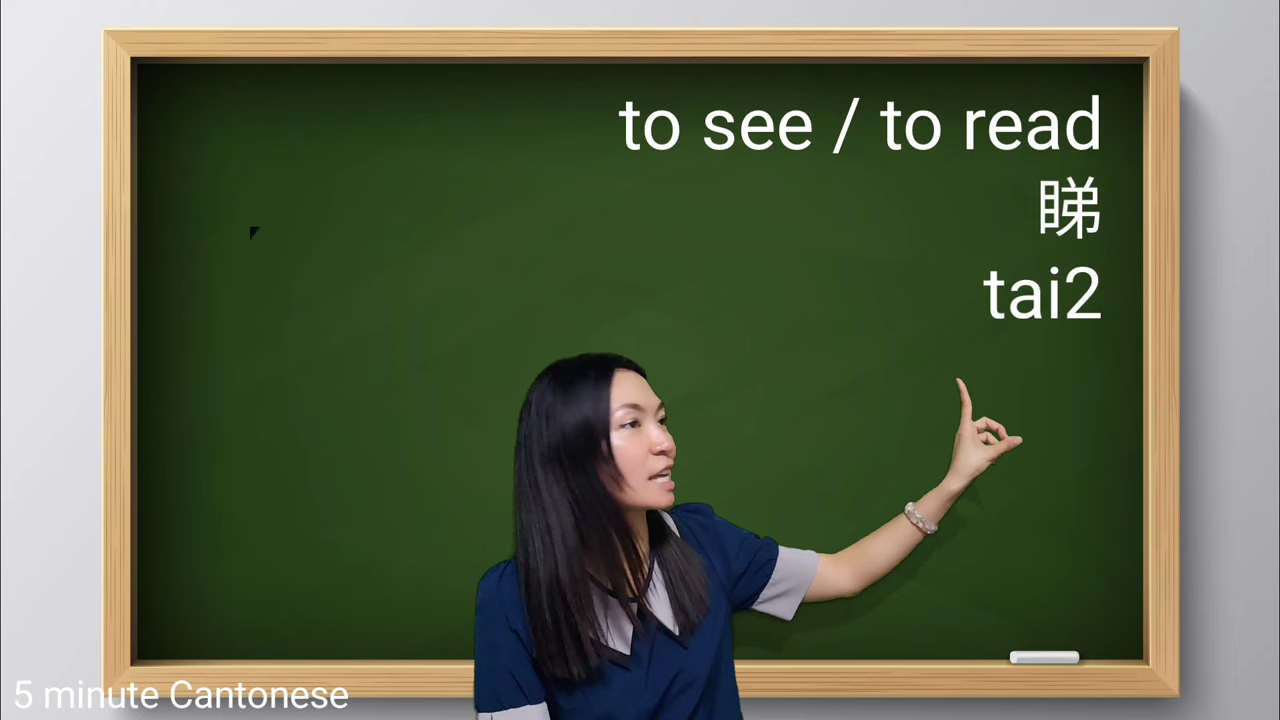 to see / to read
睇
tai2
5 minute Cantonese